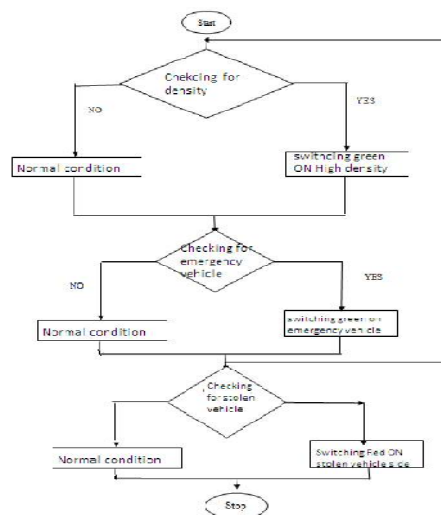 Start
Chekcing for
density
NO
YES
Normal condition
switncing green
ON High density
Checking for
emergency
vehicle
NO
YES
Normal condition
switching green on
emergency vehicle
Checking
for stolen
vehicle
Normal condition
Switching Red ON
stolen vehicle side
Stop